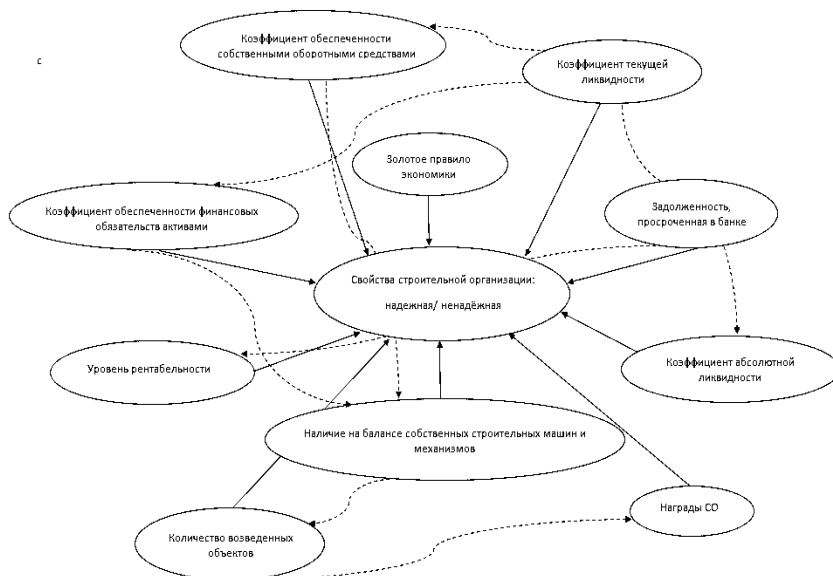 Коэффициент обеспеченности
собственными оборотными средствами
с
Коэффициент текущей
ликвидности
Золотое правило
экономики
Коэффициент обеспеченности финансовых
обязательств активами
Задолженность,
просроченная в банке
Свойства строительной организации:
надежная/ ненадёжная
Уровень рентабельности
Коэффициент абсолютной
ликвидности
Наличие на балансе собственных строительных машин и
механизмов
Награды СО
Количество возведенных
объектов